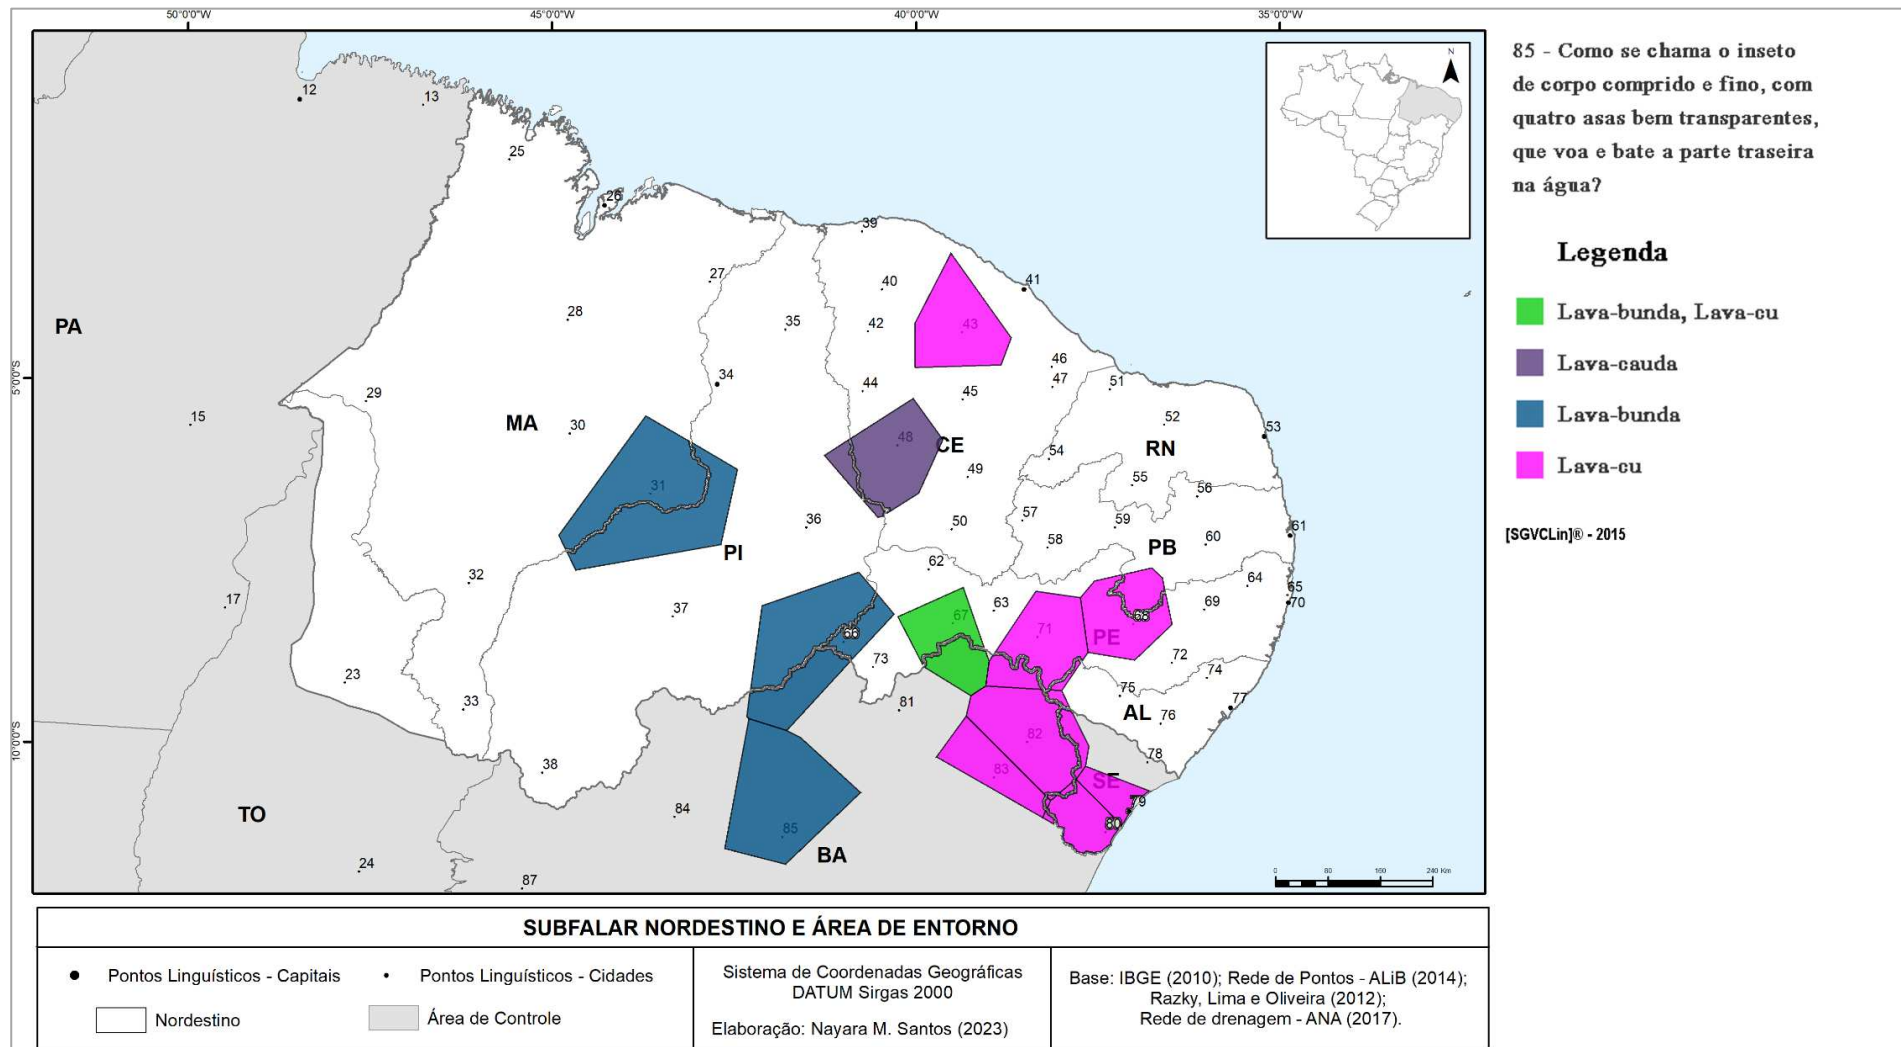 50°0'0"W 45°0'0"W 40°0'0"W 35°0'0"W
5°0'0"S
10°0'0"S
N
12
13
25
26
39
27
40
41
28
35
42
43
PA
46
34
44
47
51
29
45
15
52
MA
30
53
48
CE
RN
54
49
55
31
56
36
50
57
59
61
58
60
PB
PI
62
32
64
65
17
37
67
63
69
70
66
71
68
PE
73
72
74
23
75
33
81
77
AL
76
82
78
38
83
SE
79
84
TO
80
85
BA
24
87
0 80 160 240 Km
85 - Como se chama o inseto
de corpo comprido e fino, com
quatro asas bem transparentes,
que voa e bate a parte traseira
na água?
Legenda
Lava-bunda, Lava-cu
Lava-cauda
Lava-bunda
Lava-cu
[SGVCLin]® - 2015
SUBFALAR NORDESTINO E ÁREA DE ENTORNO
Pontos Linguísticos - Capitais
Pontos Linguísticos - Cidades
Nordestino
Área de Controle
Sistema de Coordenadas Geográficas
DATUM Sirgas 2000
Elaboração: Nayara M. Santos (2023)
Base: IBGE (2010); Rede de Pontos - ALiB (2014);
Razky, Lima e Oliveira (2012);
Rede de drenagem - ANA (2017).